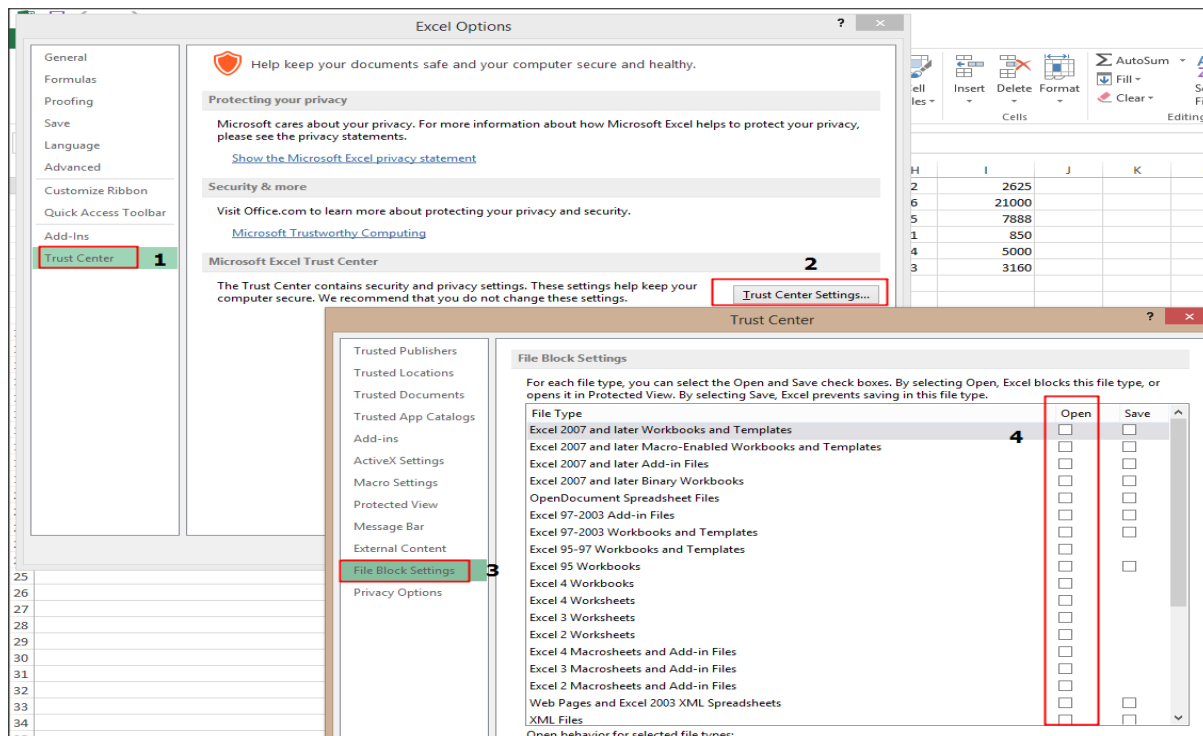 Excel Options
?
General
Formulas
Proofing
Save
Language
Advanced
Customize Ribbon
Quick Access Toolbar
Add-Ins
Trust Center
1
Help keep your documents safe and your computer secure and healthy.
Protecting your privacy
Microsoft cares about your privacy. For more information about how Microsoft Excel helps to protect your privacy,
please see the privacy statements.
Show the Microsoft Excel privacy statement
Security & more
Visit Office.com to learn more about protecting your privacy and security.
Microsoft Trustworthy Computing
Microsoft Excel Trust Center
2
The Trust Center contains security and privacy settings. These settings help keep your
computer secure. We recommend that you do not change these settings.
Trust Center Settings...
Insert Delete Format
Cells
AutoSum
Fill
Clear
Editing
H I J K
2 2625
6 21000
5 7888
1 850
4 5000
3 3160
Trust Center
?
Trusted Publishers
Trusted Locations
Trusted Documents
Trusted App Catalogs
Add-ins
ActiveX Settings
Macro Settings
Protected View
Message Bar
External Content
File Block Settings
3
Privacy Options
File Block Settings
For each file type, you can select the Open and Save check boxes. By selecting Open, Excel blocks this file type, or
opens it in Protected View. By selecting Save, Excel prevents saving in this file type.
File Type Open Save
4
Excel 2007 and later Workbooks and Templates
Excel 2007 and later Macro-Enabled Workbooks and Templates
Excel 2007 and later Add-in Files
Excel 2007 and later Binary Workbooks
OpenDocument Spreadsheet Files
Excel 97-2003 Add-in Files
Excel 97-2003 Workbooks and Templates
Excel 95-97 Workbooks and Templates
Excel 95 Workbooks
Excel 4 Workbooks
Excel 4 Worksheets
Excel 3 Worksheets
Excel 2 Worksheets
Excel 4 Macrosheets and Add-in Files
Excel 3 Macrosheets and Add-in Files
Excel 2 Macrosheets and Add-in Files
Web Pages and Excel 2003 XML Spreadsheets
XML Files
Open behavior for selected file types:
25
26
27
28
29
30
31
32
33
34